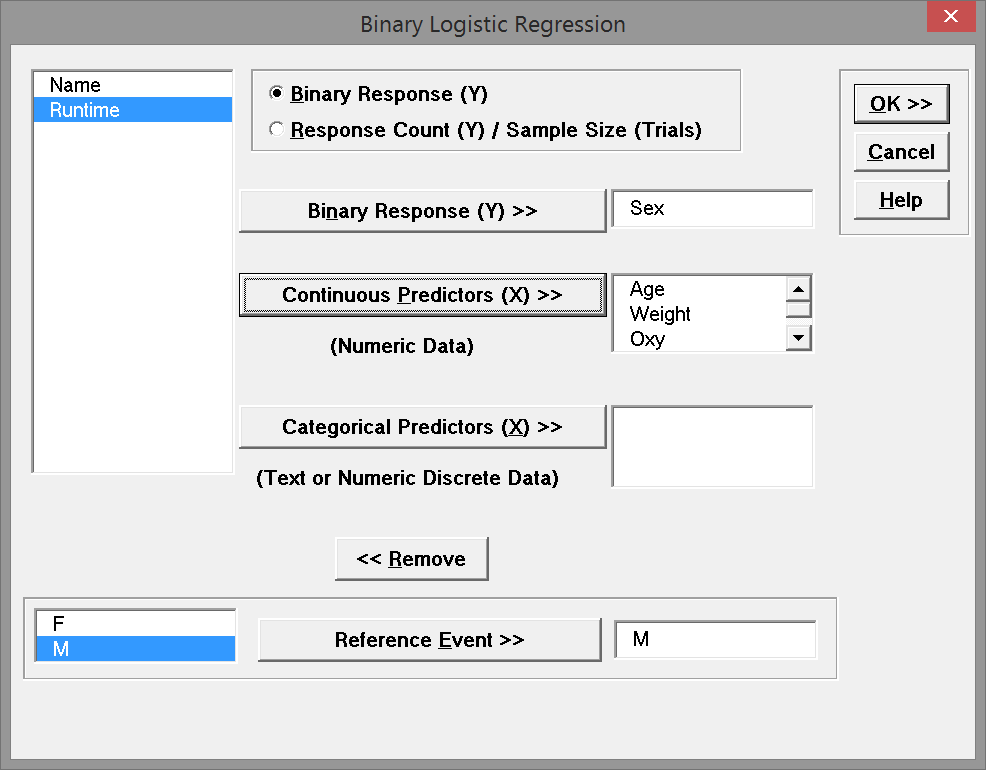 Binary Logistic Regression
Name
Runtime
Binary Response (Y)
Response Count (Y) / Sample Size (Trials)
OK >>
Cancel
Help
Binary Response (Y) >>
Sex
Continuous Predictors (X) >>
(Numeric Data)
Age
Weight
Oxy
Categorical Predictors (X) >>
(Text or Numeric Discrete Data)
<< Remove
F
M
Reference Event >>
M